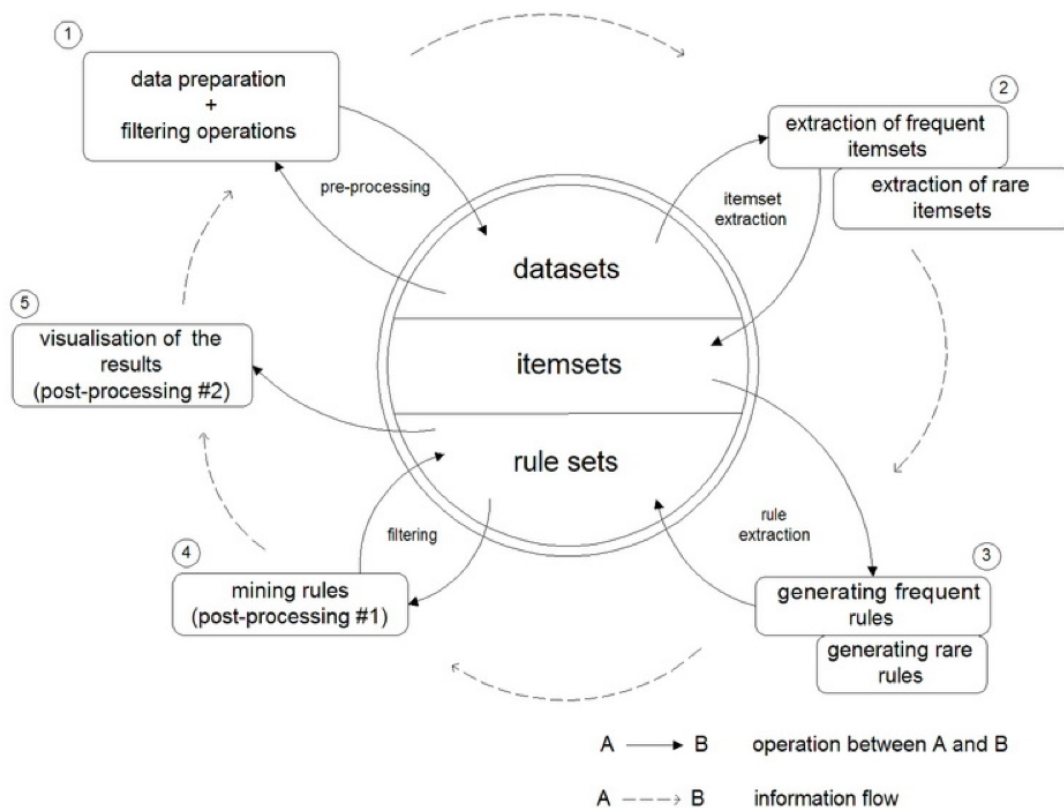 1
data preparation
+
filtering operations
2
extraction of frequent
itemsets
extraction of rare
itemsets
pre-processing
itemset
extraction
datasets
5
visualisation of the
results
(post-processing #2)
itemsets
rule sets
filtering
rule
extraction
4
mining rules
(post-processing #1)
3
generating frequent
rules
generating rare
rules
A B operation between A and B
A B information flow